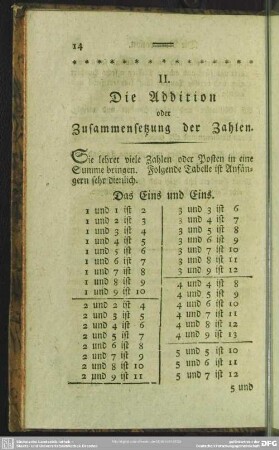 14
II.
Die Addition
oder
Zusammensetzung der Zahlen.
Sie lehret viele Zahlen oder Posten in eine
Summe bringen. Folgende Tabelle ist Anfän-
gern sehr dienlich.
Das Eins und Eins.
1 und 1 ist 2
1 und 2 ist 3
1 und 3 ist 4
1 und 4 ist 5
1 und 5 ist 6
1 und 6 ist 7
1 und 7 ist 8
1 und 8 ist 9
1 und 9 ist 10
2 und 2 ist 4
2 und 3 ist 5
2 und 4 ist 6
2 und 5 ist 7
2 und 6 ist 8
2 und 7 ist 9
2 und 8 ist 10
2 und 9 ist 11
3 und 3 ist 6
3 und 4 ist 7
3 und 5 ist 8
3 und 6 ist 9
3 und 7 ist 10
3 und 8 ist 11
3 und 9 ist 12
4 und 4 ist 8
4 und 5 ist 9
4 und 6 ist 10
4 und 7 ist 11
4 und 8 ist 12
4 und 9 ist 13
5 und 5 ist 10
5 und 6 ist 11
5 und 7 ist 12
5 und